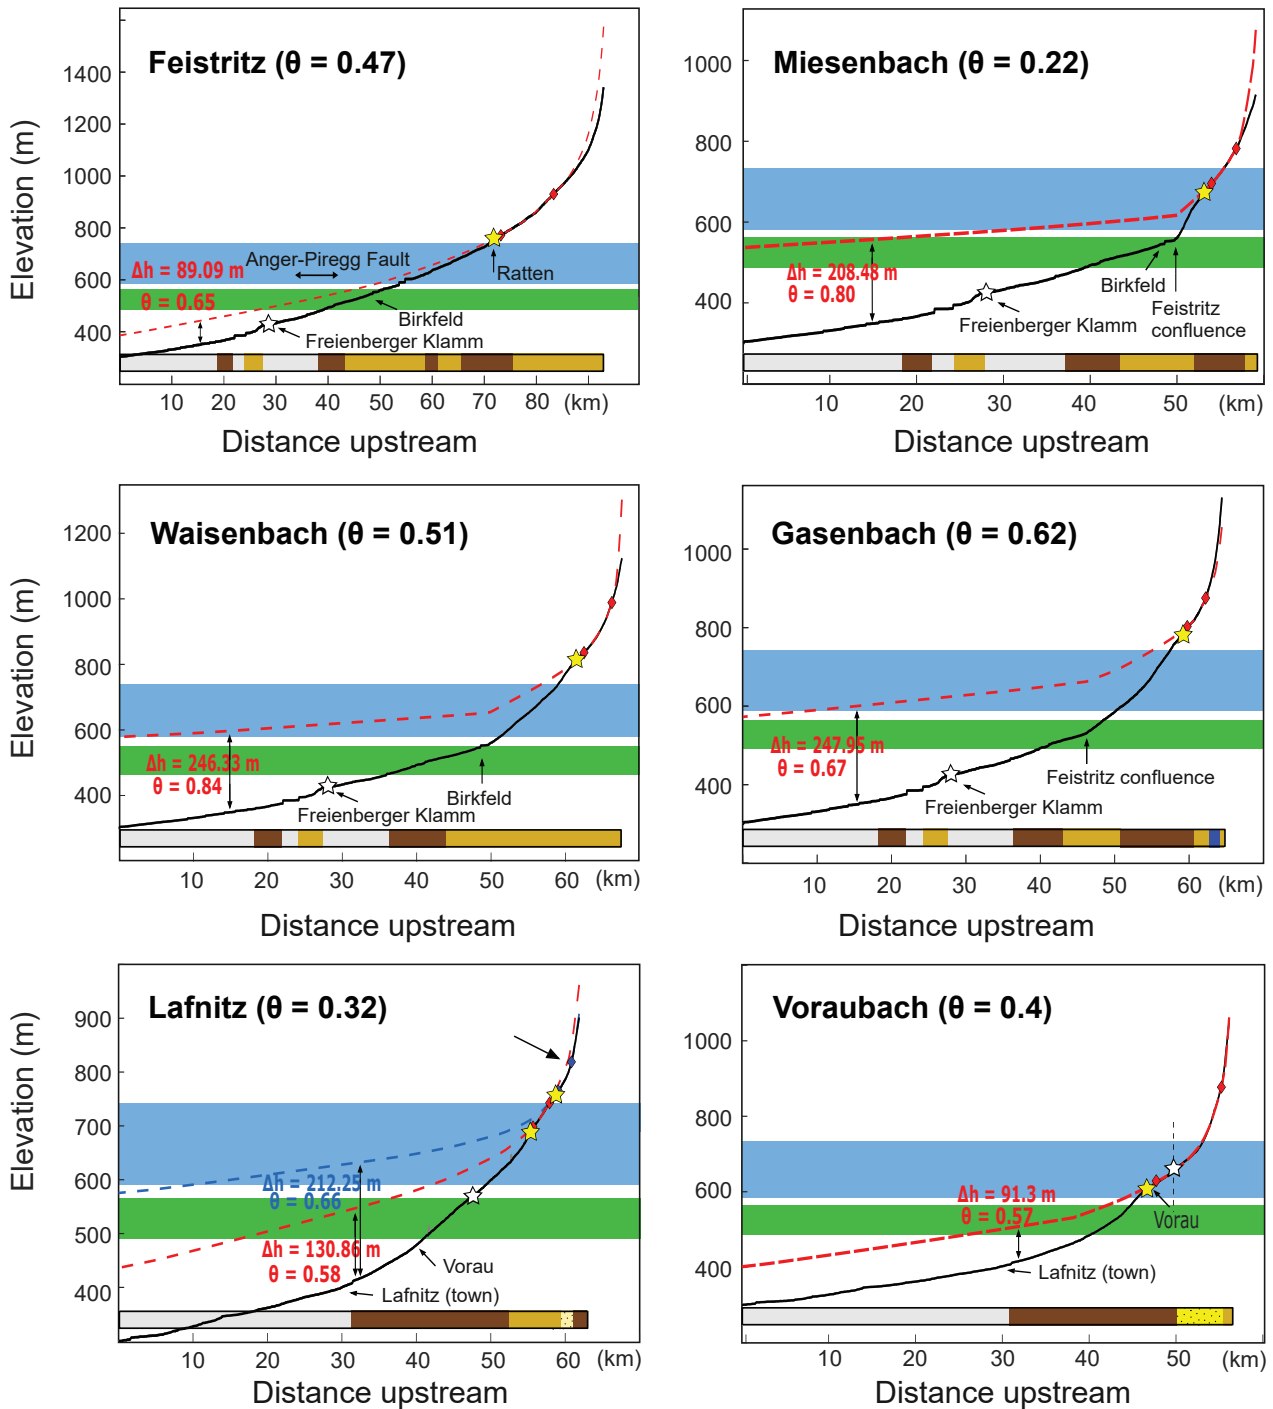 Feistritz (θ = 0.47)
Elevation (m)
1400
1200
1000
800
600
400
Δh = 89.09 m
θ = 0.65
Anger-Piregg Fault
Ratten
Birkfeld
Freienberger Klamm
10 20 30 40 50 60 70 80 (km)
Distance upstream
Miesenbach (θ = 0.22)
1000
800
600
400
Δh = 208.48 m
θ = 0.80
Birkfeld
Feistritz
confluence
Freienberger Klamm
10 20 30 40 50 (km)
Distance upstream
Waisenbach (θ = 0.51)
Elevation (m)
1200
1000
800
600
400
Δh = 246.33 m
θ = 0.84
Birkfeld
Freienberger Klamm
10 20 30 40 50 60 (km)
Distance upstream
Gasenbach (θ = 0.62)
1000
800
600
400
Δh = 247.95 m
θ = 0.67
Feistritz confluence
Freienberger Klamm
10 20 30 40 50 60 (km)
Distance upstream
Lafnitz (θ = 0.32)
Elevation (m)
900
800
700
600
500
400
Δh = 212.25 m
θ = 0.66
Δh = 130.86 m
θ = 0.58
Vorau
Lafnitz (town)
10 20 30 40 50 60 (km)
Distance upstream
Voraubach (θ = 0.4)
1000
800
600
400
Δh = 91.3 m
θ = 0.57
Vorau
Lafnitz (town)
10 20 30 40 50 (km)
Distance upstream